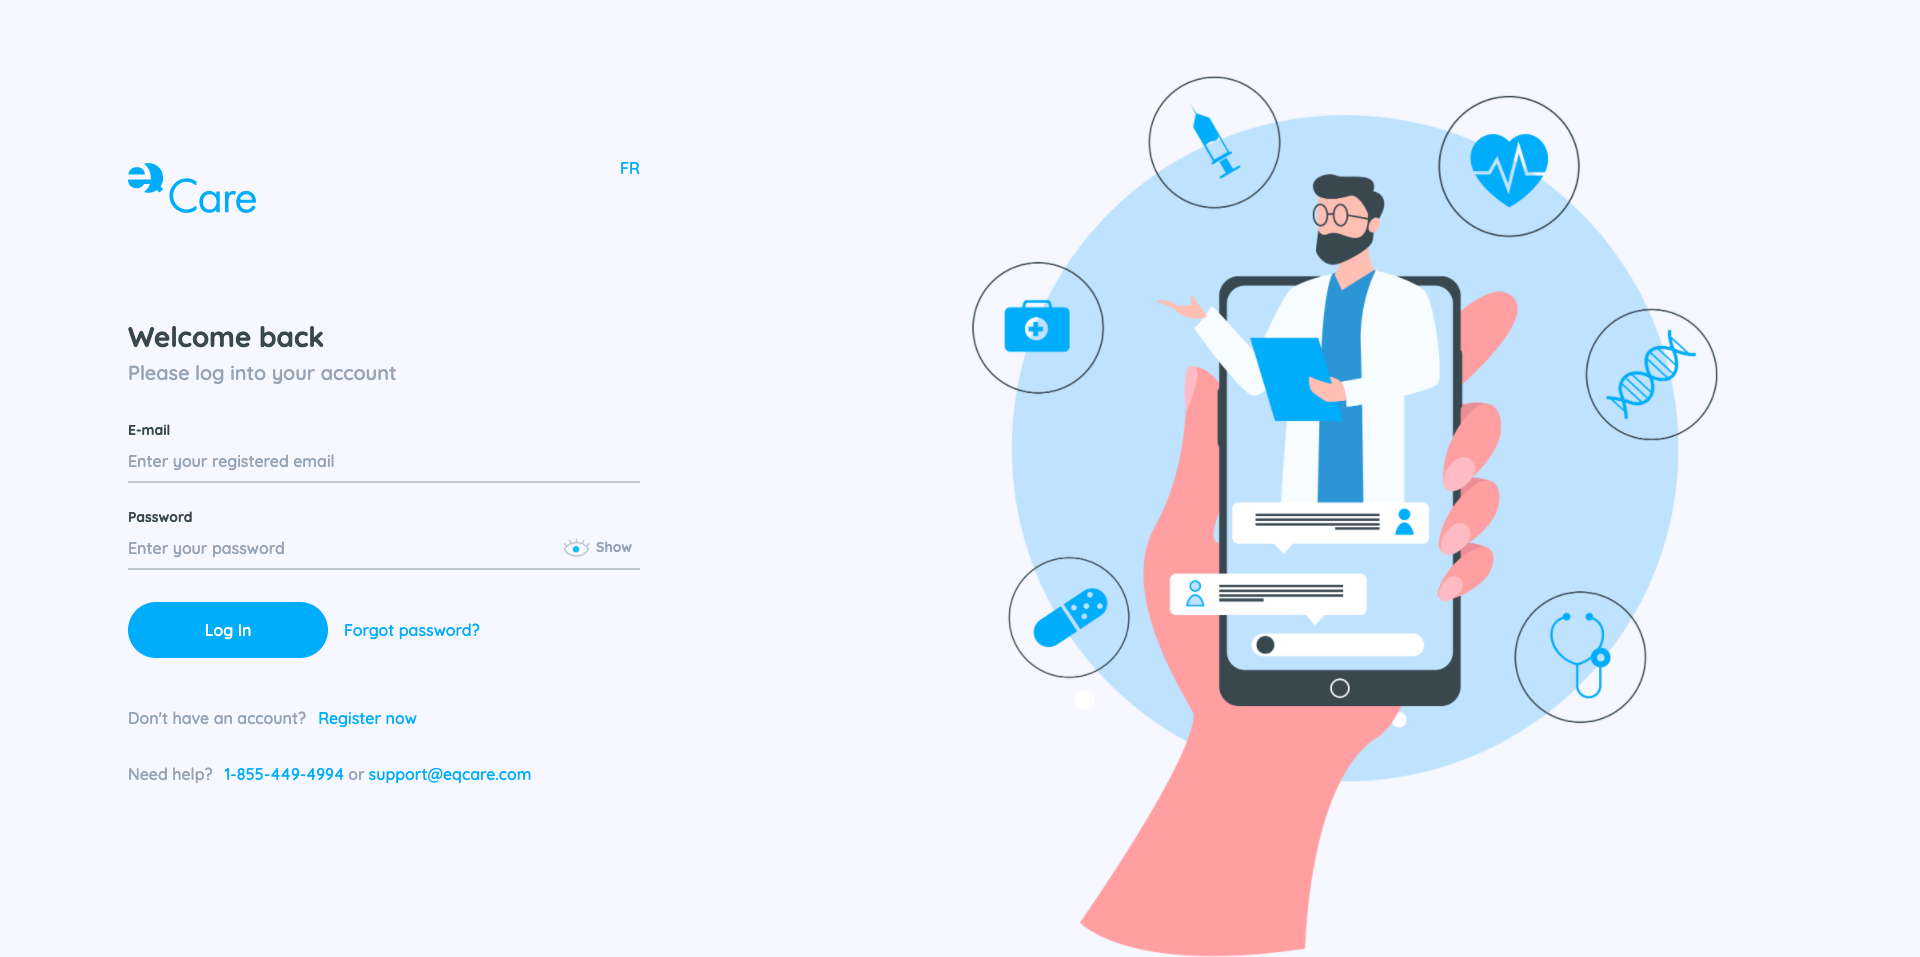 eQ Care
FR
Welcome back
Please log into your account
E-mail
Enter your registered email
Password
Enter your password
Show
Log In
Forgot password?
Don't have an account? Register now
Need help? 1-855-449-4994 or support@eqcare.com